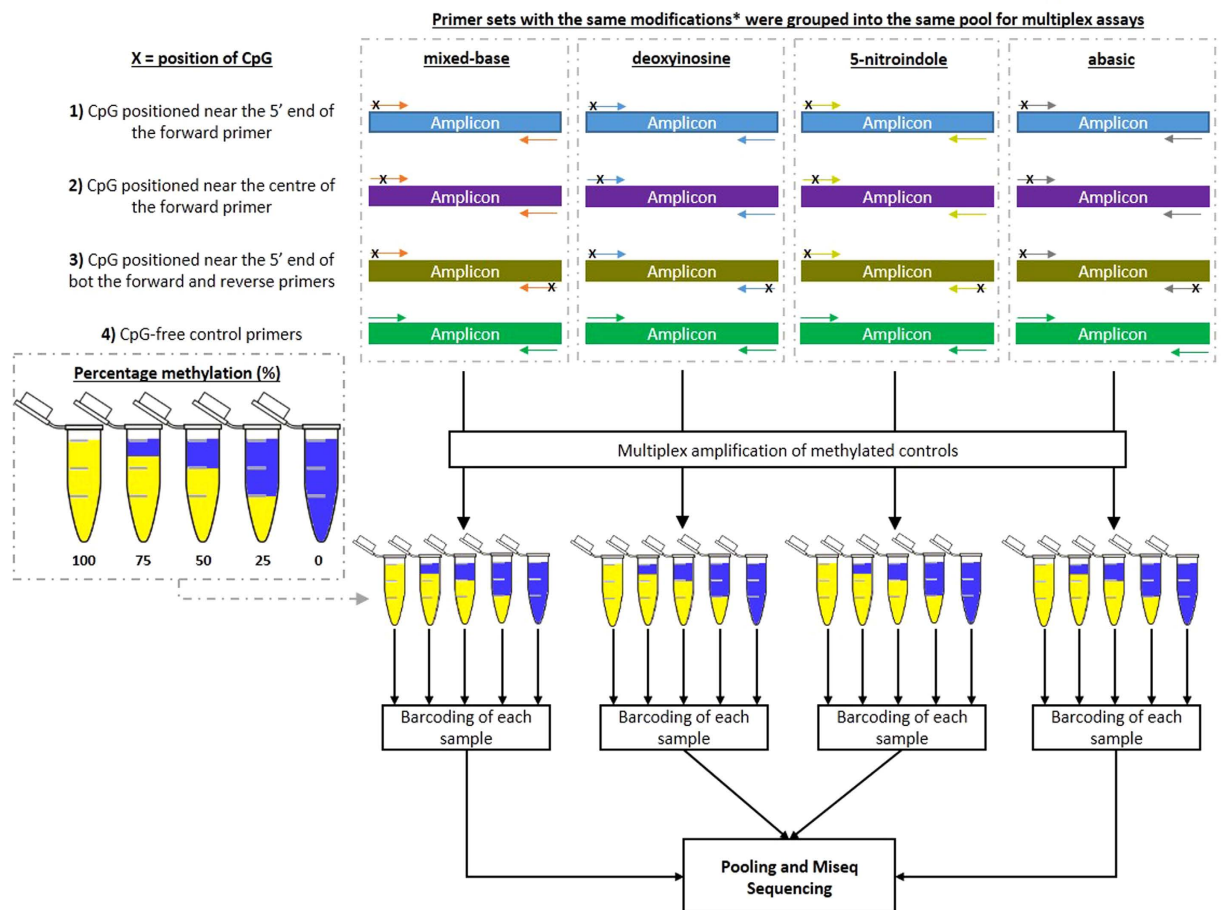 Primer sets with the same modifications* were grouped into the same pool for multiplex assays
X = position of CpG
mixed-base
deoxyinosine
5-nitroindole
abasic
1) CpG positioned near the 5’ end of
the forward primer
X
X
X
X
Amplicon
Amplicon
Amplicon
Amplicon
2) CpG positioned near the centre of
the forward primer
X
X
X
X
Amplicon
Amplicon
Amplicon
Amplicon
3) CpG positioned near the 5’ end of
bot the forward and reverse primers
X
X
X
X
Amplicon
Amplicon
Amplicon
Amplicon
X
X
X
X
4) CpG-free control primers
Amplicon
Amplicon
Amplicon
Amplicon
Percentage methylation (%)
100
75
50
25
0
Multiplex amplification of methylated controls
Barcoding of each
sample
Barcoding of each
sample
Barcoding of each
sample
Barcoding of each
sample
Pooling and Miseq
Sequencing